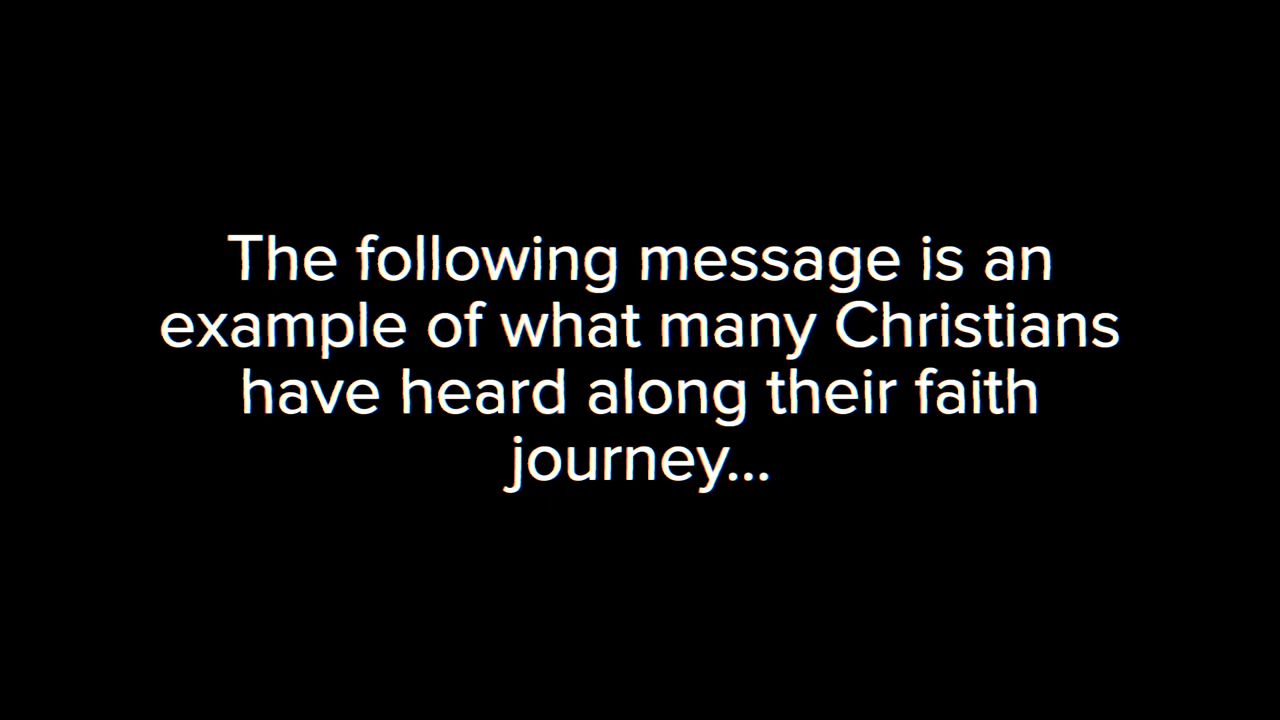 The following message is an
example of what many Christians
have heard along their faith
journey...